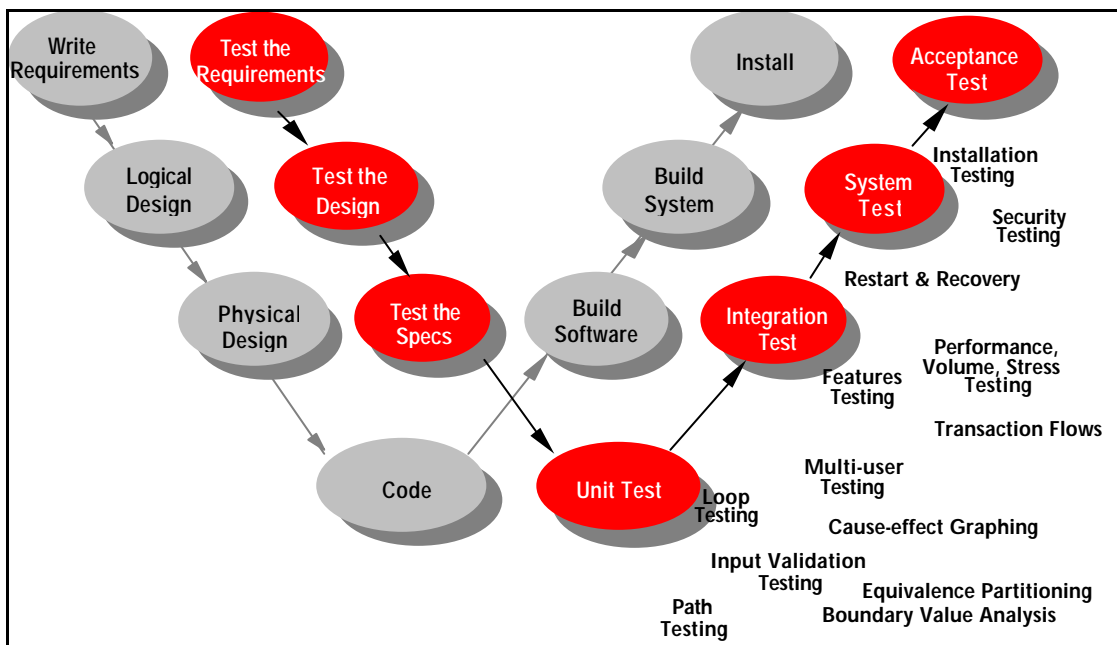 Write
Requirements
Test the
Requirements
Install
Acceptance
Test
Logical
Design
Test the
Design
Build
System
System
Test
Installation
Testing
Security
Testing
Restart & Recovery
Physical
Design
Test the
Specs
Build
Software
Integration
Test
Performance,
Volume, Stress
Testing
Features
Testing
Transaction Flows
Code
Unit Test
Multi-user
Testing
Loop
Testing
Cause-effect Graphing
Input Validation
Testing
Equivalence Partitioning
Boundary Value Analysis
Path
Testing